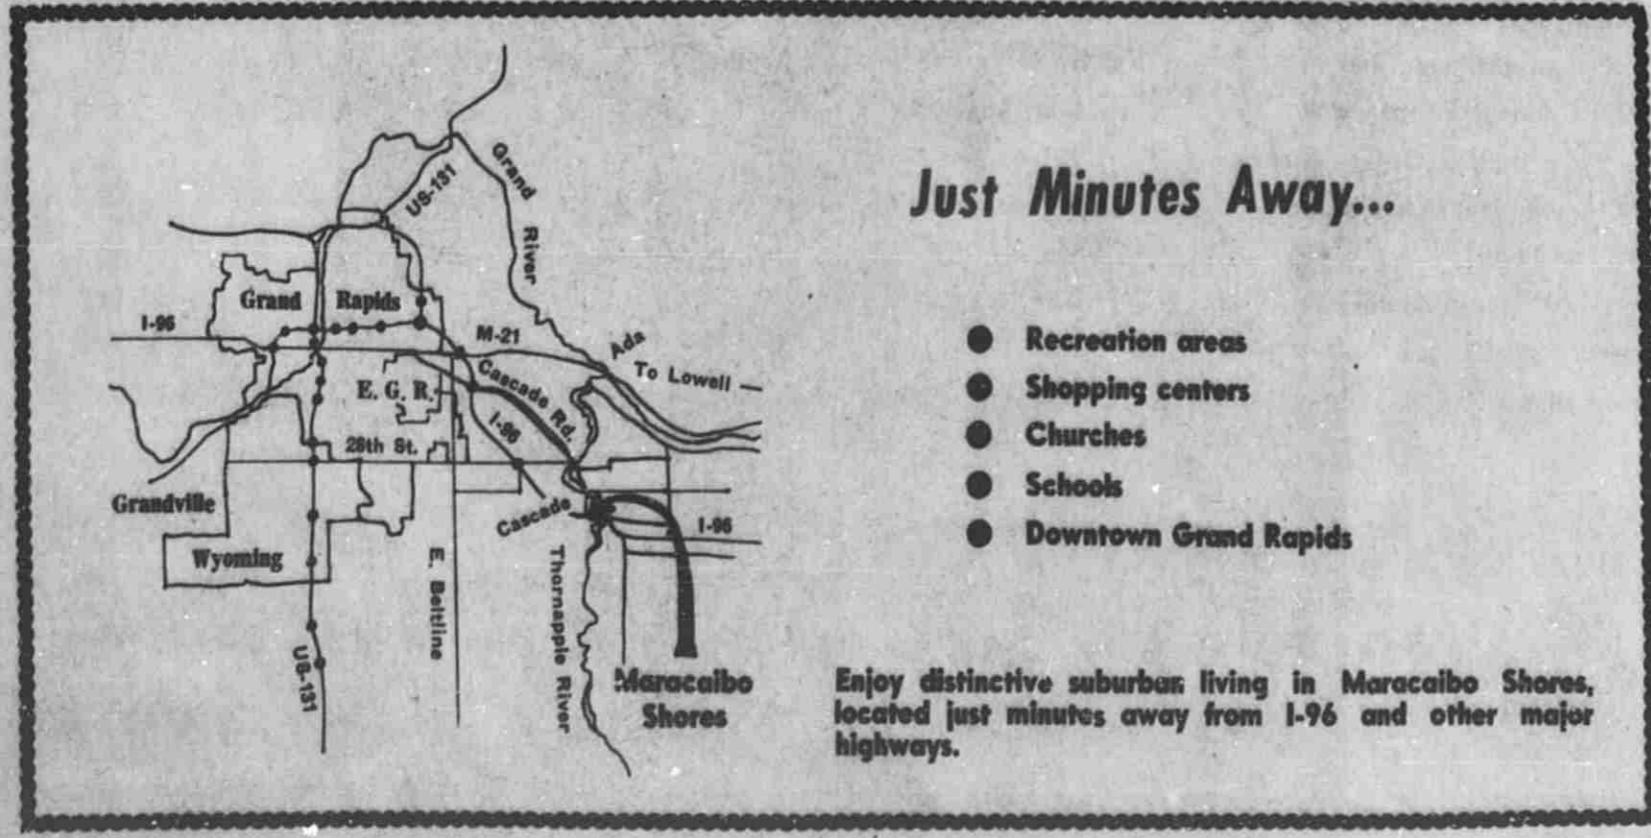 Grand
River
US-131
Grand Rapids
I-96
M-21
Ada
To Lowell
Cascade Rd.
E. G. R.
I-96
28th St.
Grandville
Cascade
I-96
Wyoming
E. Beltline
Thornapple River
US-131
Maracaibo
Shores
Just Minutes Away...
● Recreation areas
● Shopping centers
● Churches
● Schools
● Downtown Grand Rapids
Enjoy distinctive suburban living in Maracaibo Shores,
located just minutes away from I-96 and other major
highways.